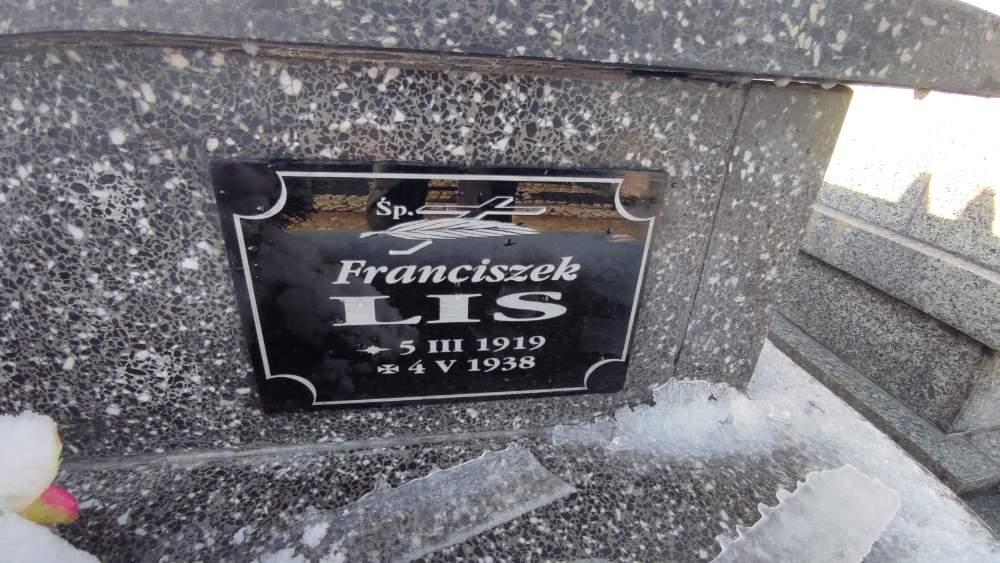 Śp.
Franciszek
LIS
5 III 1919
✠ 4 V 1938